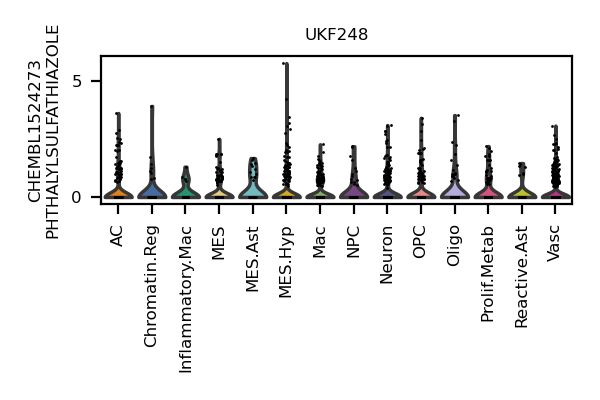 UKF248
CHEMBL1524273
PHTHALYLSULFATHIAZOLE
5
0
AC
Chromatin.Reg
Inflammatory.Mac
MES
MES.Ast
MES.Hyp
Mac
NPC
Neuron
OPC
Oligo
Prolif.Metab
Reactive.Ast
Vasc